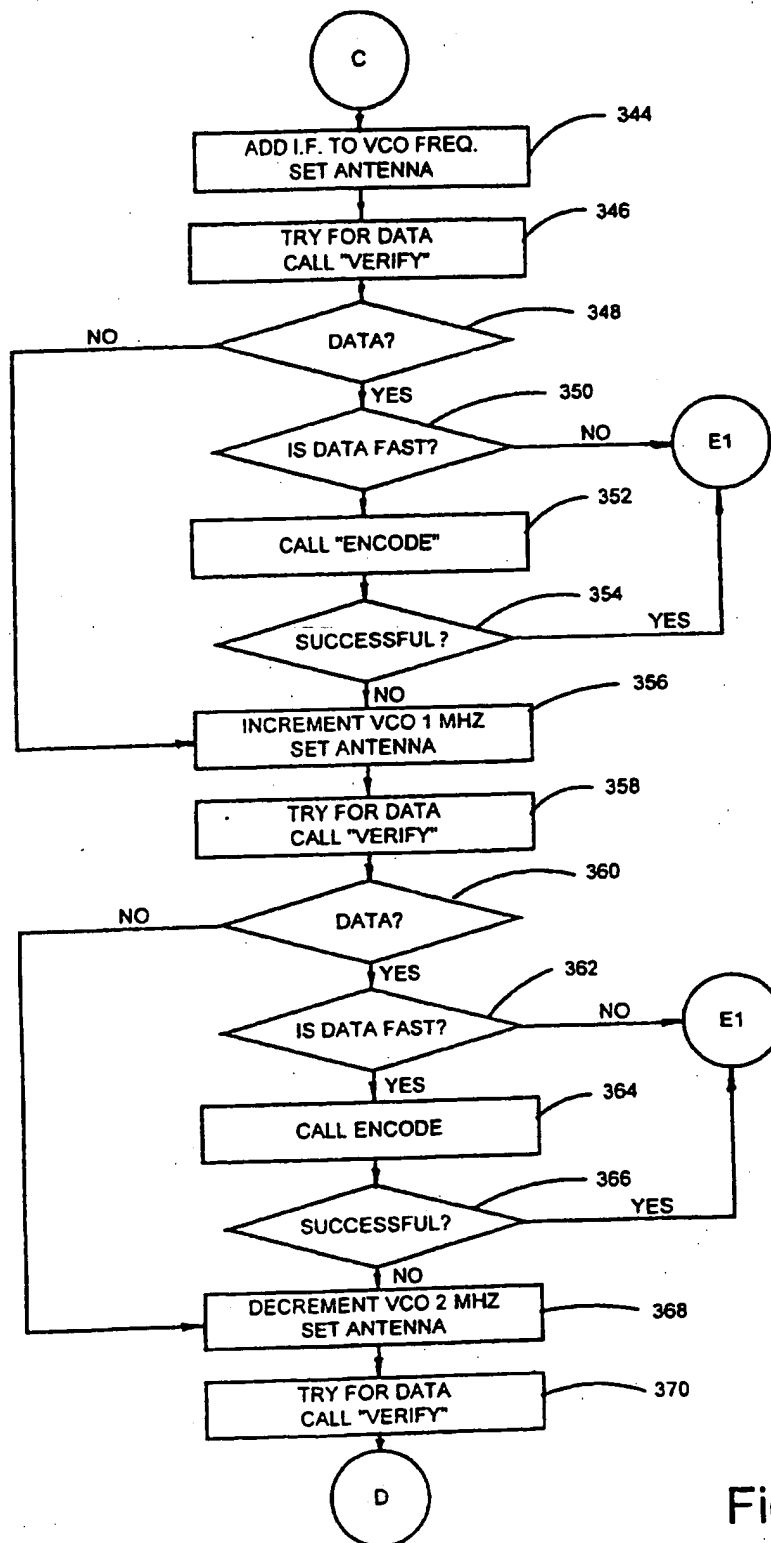 C
ADD I.F. TO VCO FREQ.
SET ANTENNA
344
TRY FOR DATA
CALL "VERIFY"
346
DATA?
348
NO
YES
IS DATA FAST?
350
NO
E1
CALL "ENCODE"
352
SUCCESSFUL?
354
YES
NO
INCREMENT VCO 1 MHZ
SET ANTENNA
356
TRY FOR DATA
CALL "VERIFY"
358
DATA?
360
NO
YES
IS DATA FAST?
362
NO
E1
YES
CALL ENCODE
364
SUCCESSFUL?
366
YES
NO
DECREMENT VCO 2 MHZ
SET ANTENNA
368
TRY FOR DATA
CALL "VERIFY"
370
D